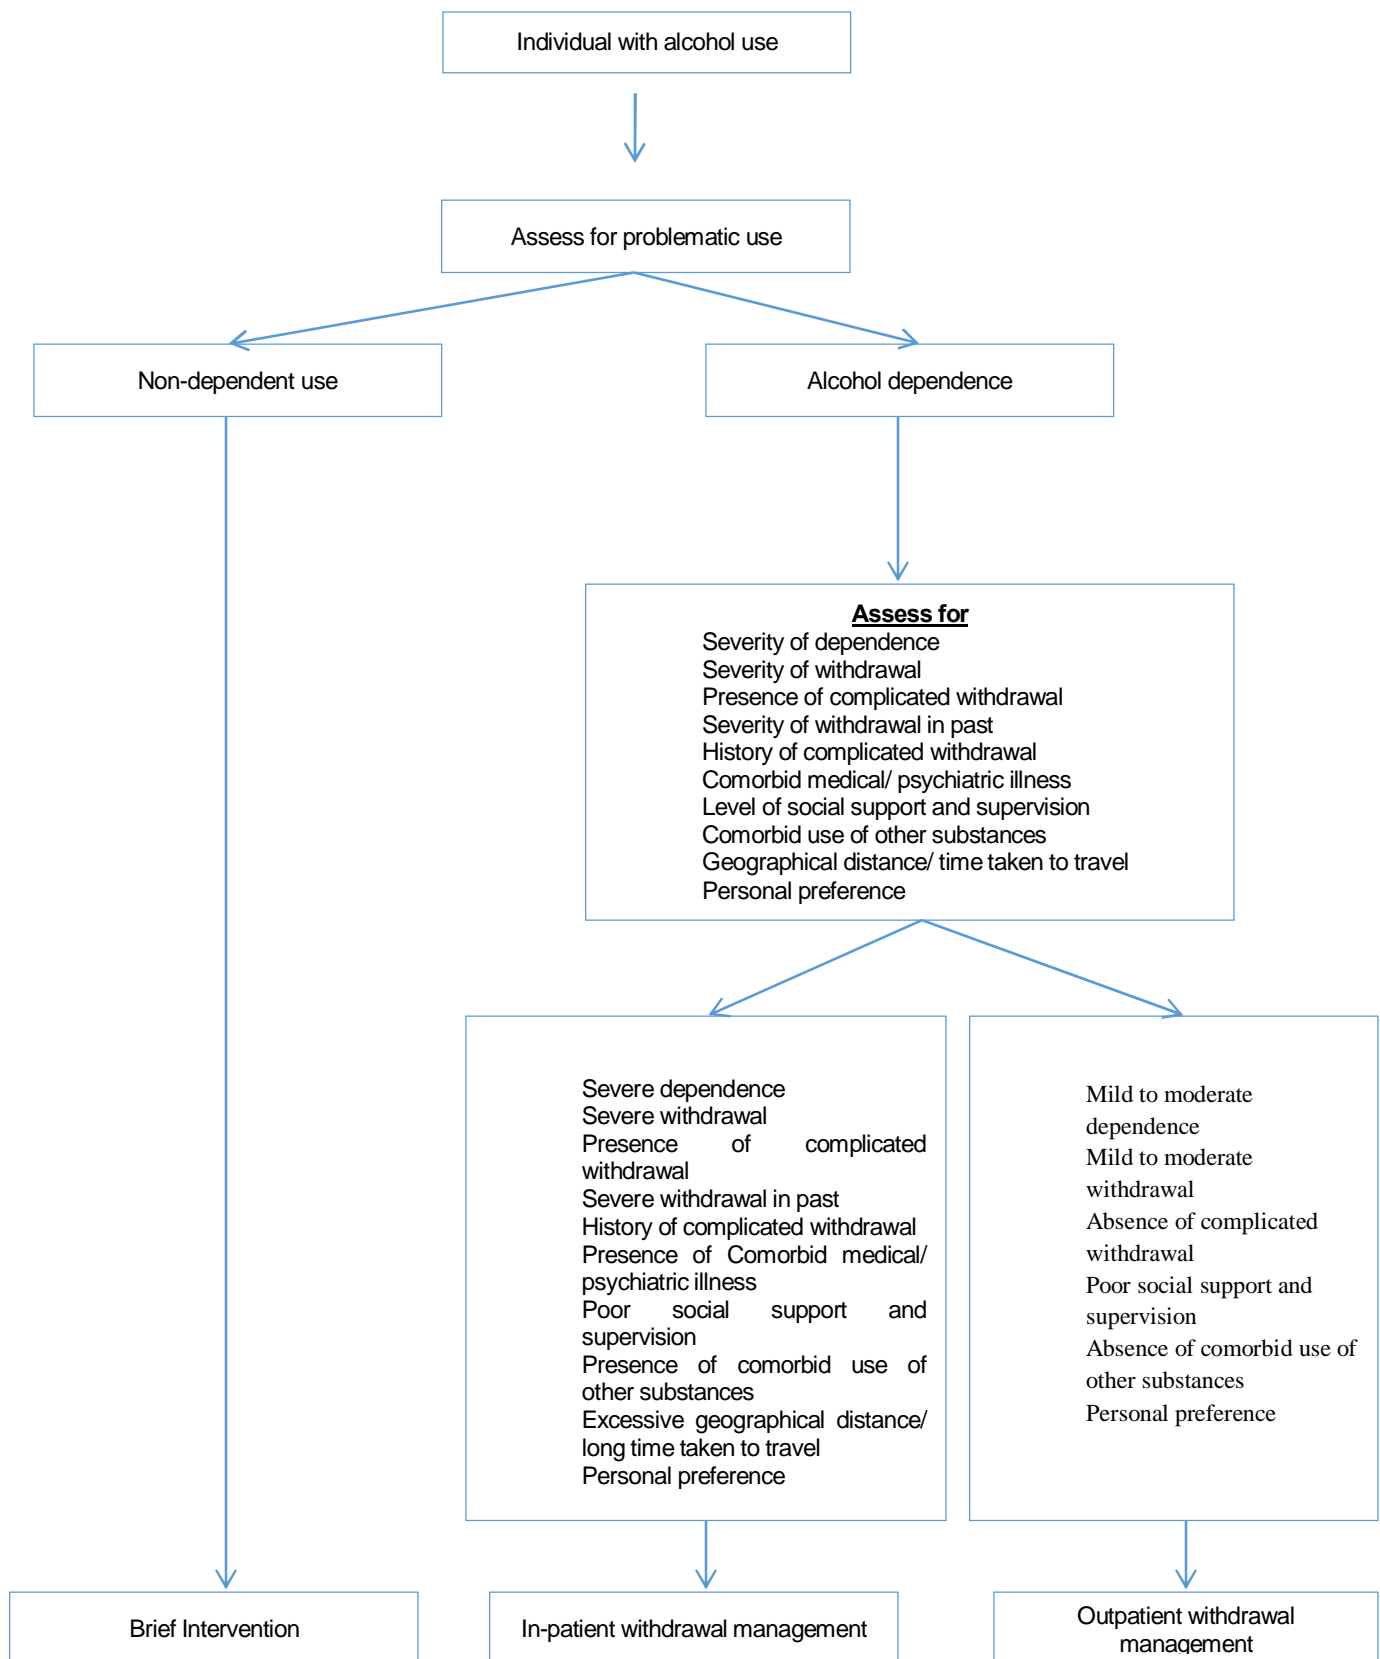 Individual with alcohol use
Assess for problematic use
Non-dependent use
Alcohol dependence
Assess for
Severity of dependence
Severity of withdrawal
Presence of complicated withdrawal
Severity of withdrawal in past
History of complicated withdrawal
Comorbid medical/ psychiatric illness
Level of social support and supervision
Comorbid use of other substances
Geographical distance/ time taken to travel
Personal preference
Severe dependence
Severe withdrawal
Presence of complicated
withdrawal
Severe withdrawal in past
History of complicated withdrawal
Presence of Comorbid medical/
psychiatric illness
Poor social support and
supervision
Presence of comorbid use of
other substances
Excessive geographical distance/
long time taken to travel
Personal preference
Mild to moderate
dependence
Mild to moderate
withdrawal
Absence of complicated
withdrawal
Poor social support and
supervision
Absence of comorbid use of
other substances
Personal preference
Brief Intervention
In-patient withdrawal management
Outpatient withdrawal
management